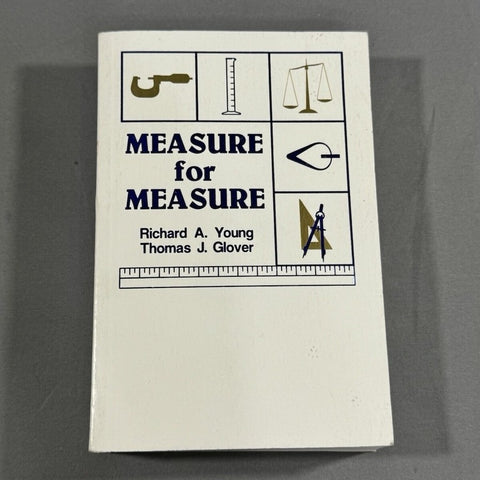 MEASURE
for
MEASURE
Richard A. Young
Thomas J. Glover